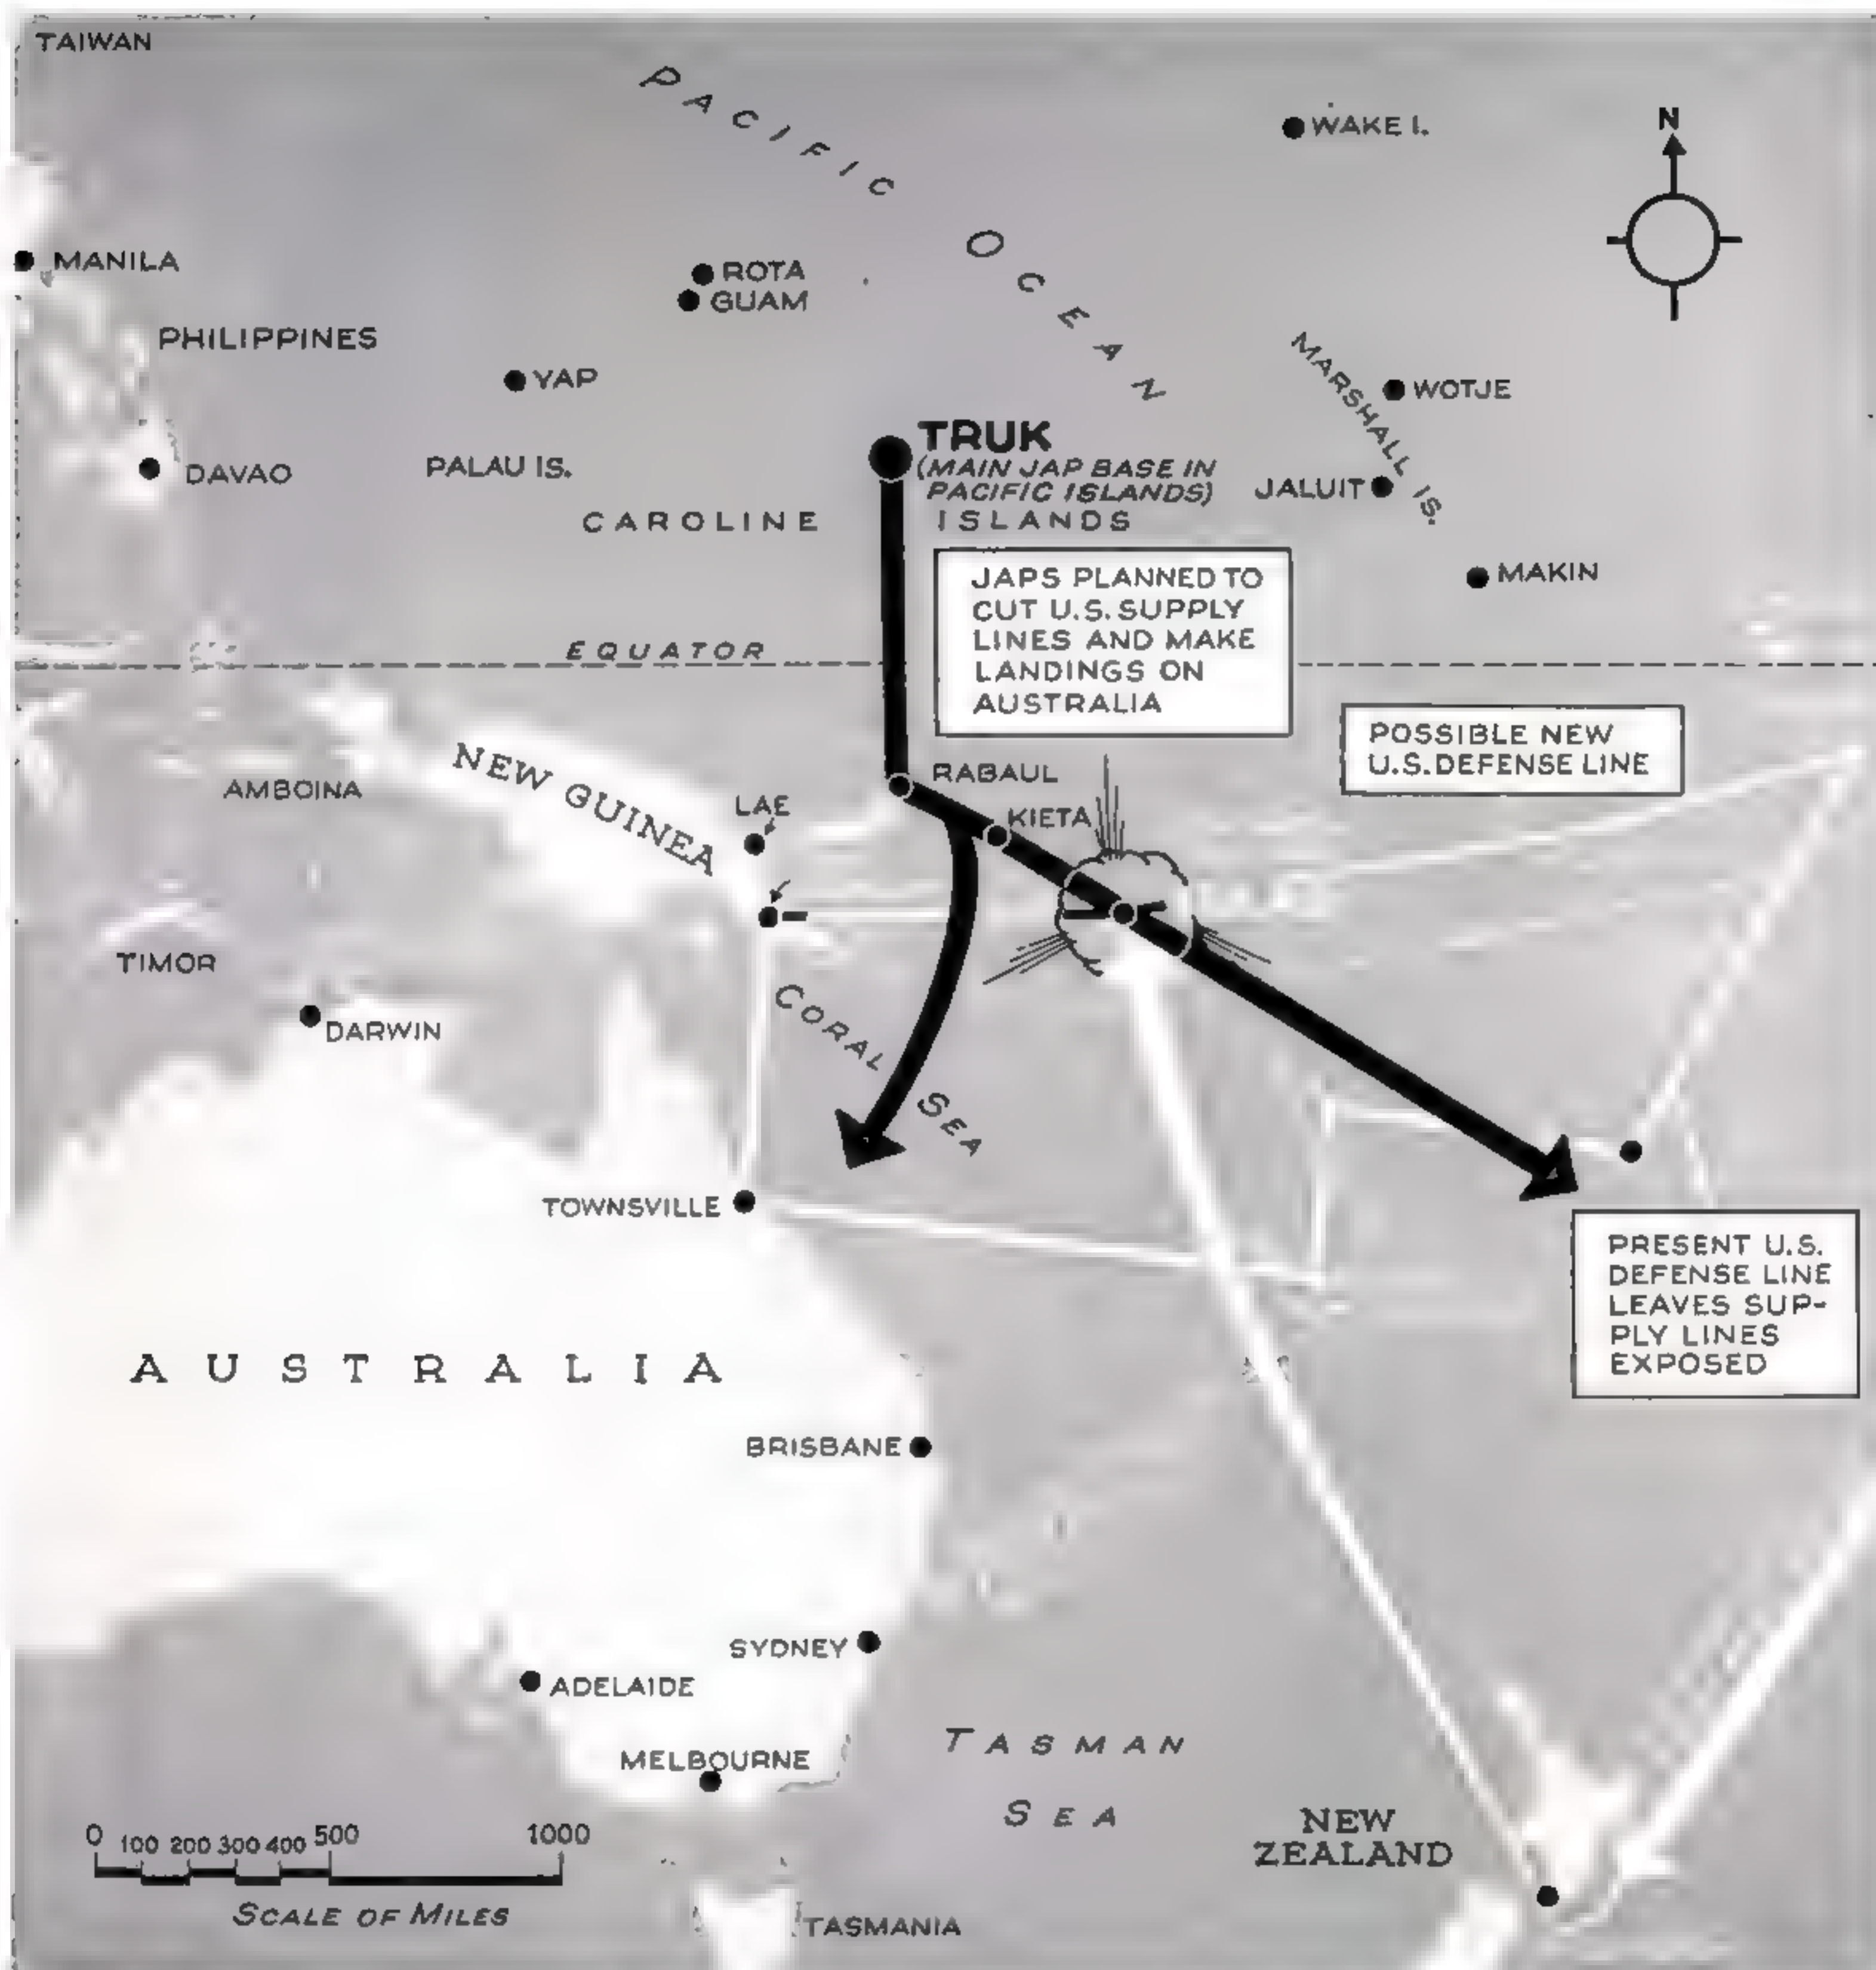 TAIWAN
PACIFIC OCEAN
WAKE I.
N
MANILA
ROTA
GUAM
PHILIPPINES
YAP
MARSHALL IS.
WOTJE
TRUK
(MAIN JAP BASE IN
PACIFIC ISLANDS)
DAVAO
PALAU IS.
JALUIT
CAROLINE ISLANDS
MAKIN
JAPS PLANNED TO
CUT U.S. SUPPLY
LINES AND MAKE
LANDINGS ON
AUSTRALIA
EQUATOR
POSSIBLE NEW
U.S. DEFENSE LINE
NEW GUINEA
AMBOINA
RABAUL
LAE
KIETA
TIMOR
DARWIN
CORAL SEA
TOWNSVILLE
PRESENT U.S.
DEFENSE LINE
LEAVES SUP-
PLY LINES
EXPOSED
AUSTRALIA
BRISBANE
SYDNEY
ADELAIDE
MELBOURNE
TASMAN
SEA
NEW
ZEALAND
0 100 200 300 400 500 1000
SCALE OF MILES
TASMANIA